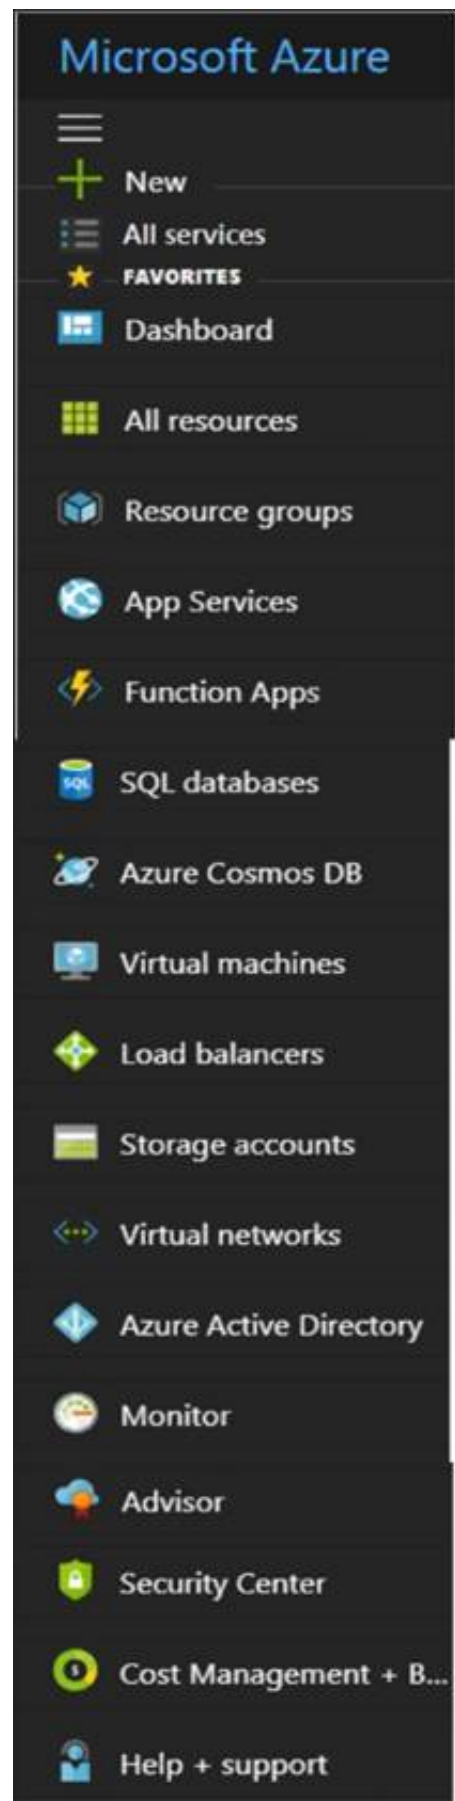 Microsoft Azure
New
All services
FAVORITES
Dashboard
All resources
Resource groups
App Services
Function Apps
SQL
SQL databases
Azure Cosmos DB
Virtual machines
Load balancers
Storage accounts
Virtual networks
Azure Active Directory
Monitor
Advisor
Security Center
Cost Management + B...
Help + support